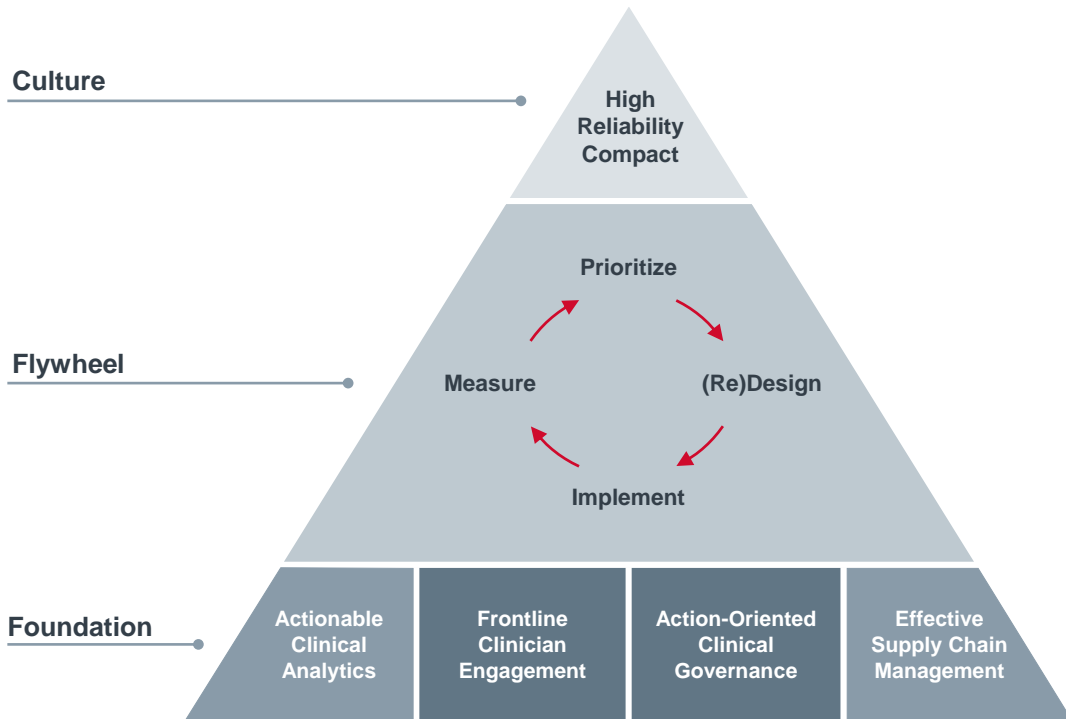 Culture
High
Reliability
Compact
Prioritize
Flywheel
Measure
(Re)Design
Implement
Foundation
Actionable
Clinical
Analytics
Frontline
Clinician
Engagement
Action-Oriented
Clinical
Governance
Effective
Supply Chain
Management